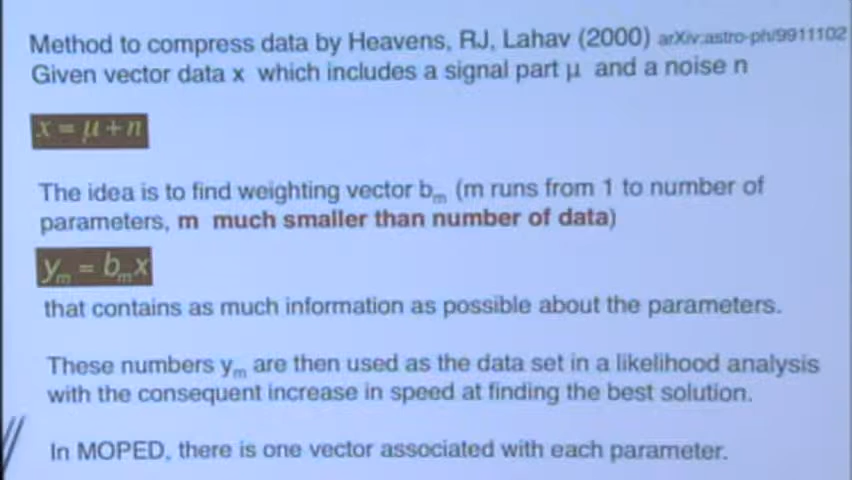 Method to compress data by Heavens, RJ, Lahav (2000) arXiv:astro-ph/9911102
Given vector data x which includes a signal part μ and a noise n
x = μ + n
The idea is to find weighting vector bₘ (m runs from 1 to number of
parameters, m much smaller than number of data)
yₘ = bₘx
that contains as much information as possible about the parameters.
These numbers yₘ are then used as the data set in a likelihood analysis
with the consequent increase in speed at finding the best solution.
In MOPED, there is one vector associated with each parameter.